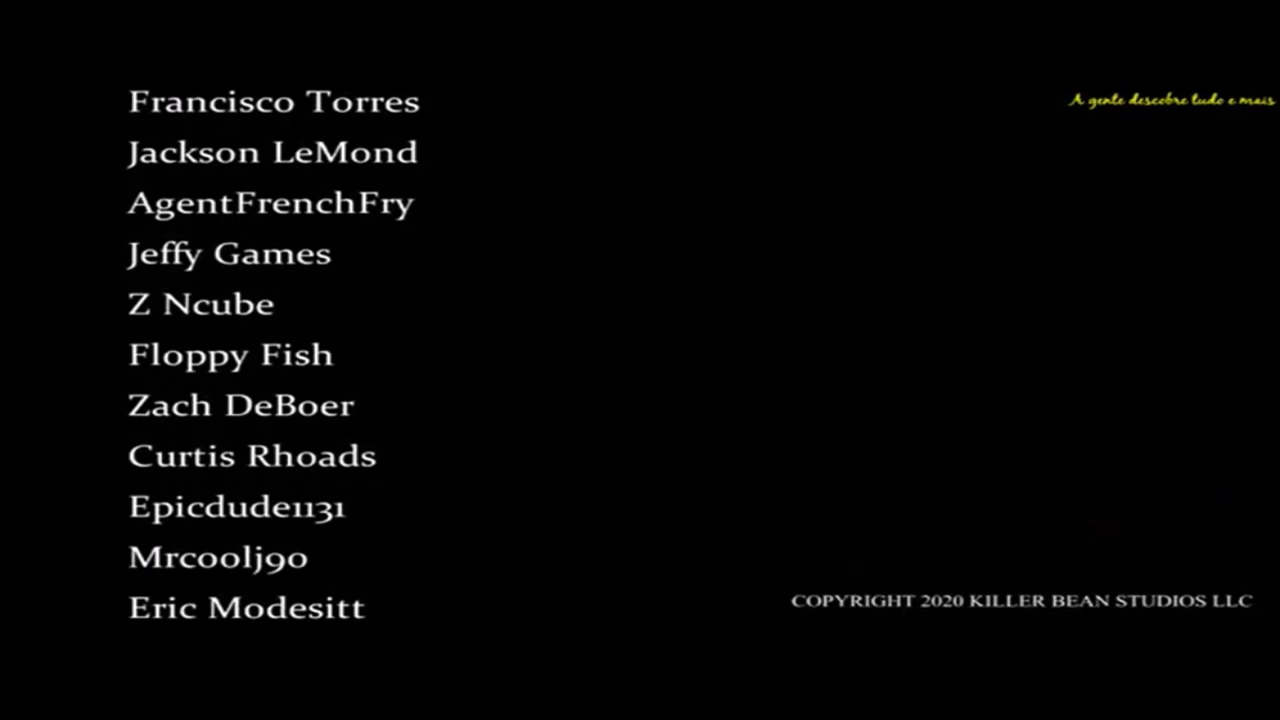 Francisco Torres
A gente descobre tudo e mais
Jackson LeMond
AgentFrenchFry
Jeffy Games
Z Ncube
Floppy Fish
Zach DeBoer
Curtis Rhoads
Epicdude1131
Mrcoolj90
Eric Modesitt
COPYRIGHT 2020 KILLER BEAN STUDIOS LLC